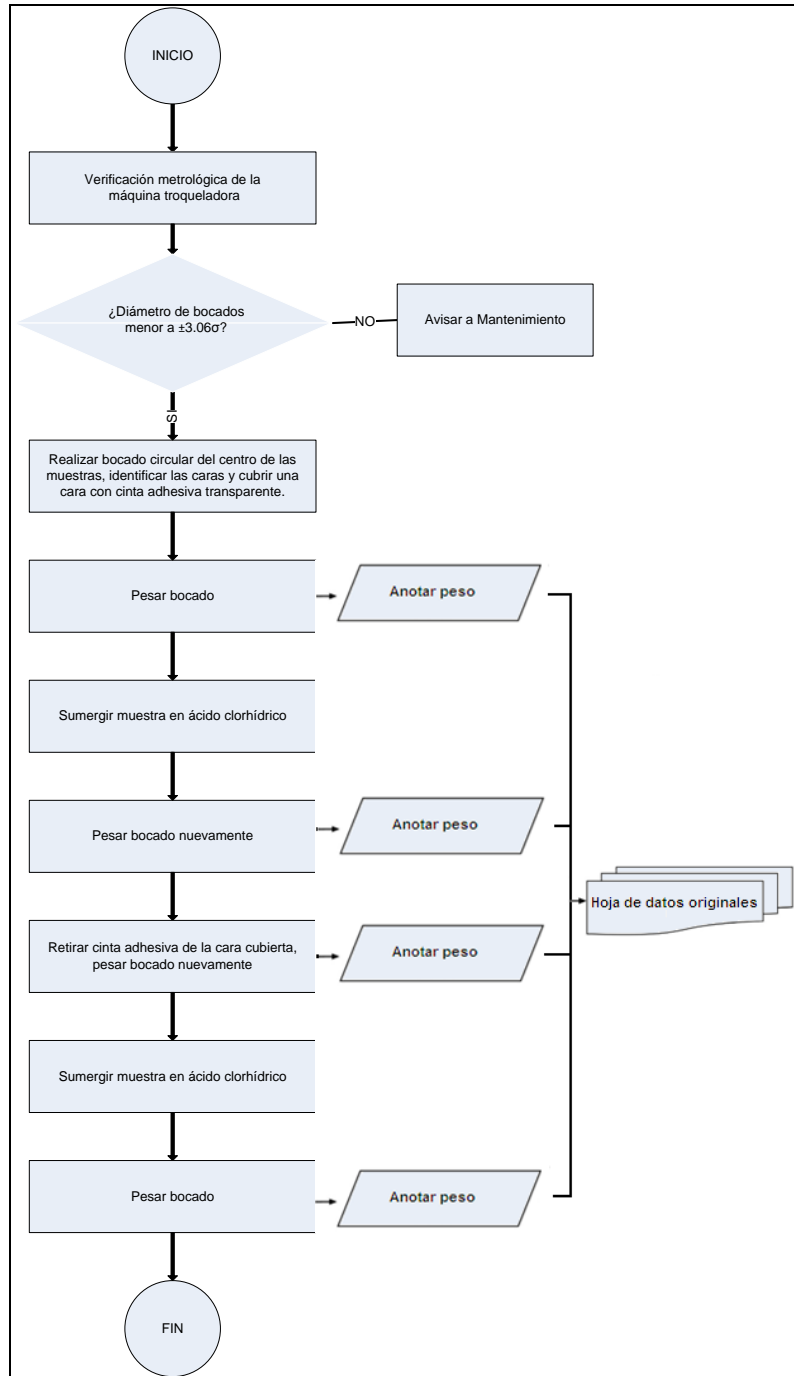 INICIO
Verificación metrológica de la
máquina troqueladora
¿Diámetro de bocados
menor a ±3.06σ?
NO
Avisar a Mantenimiento
SI
Realizar bocado circular del centro de las
muestras, identificar las caras y cubrir una
cara con cinta adhesiva transparente.
Pesar bocado
Anotar peso
Sumergir muestra en ácido clorhídrico
Pesar bocado nuevamente
Anotar peso
Hoja de datos originales
Retirar cinta adhesiva de la cara cubierta,
pesar bocado nuevamente
Anotar peso
Sumergir muestra en ácido clorhídrico
Pesar bocado
Anotar peso
FIN